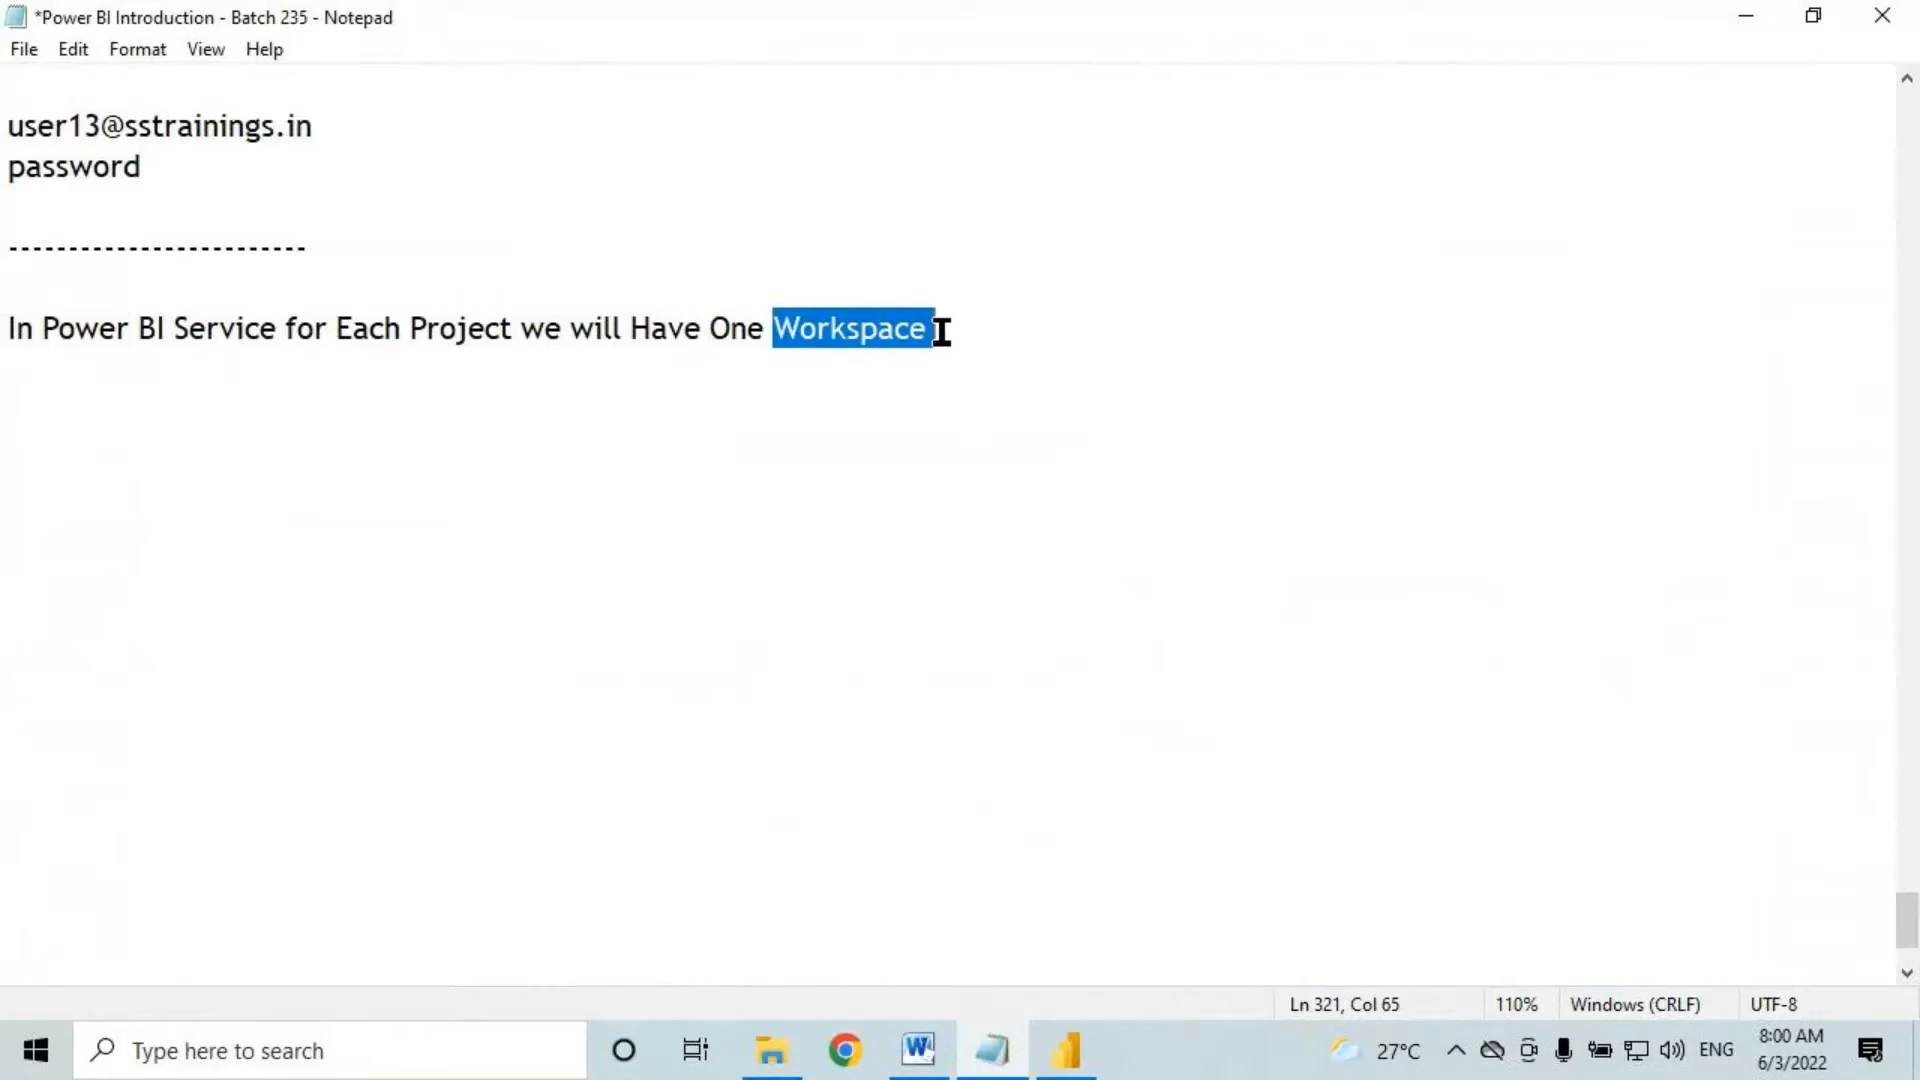 *Power BI Introduction - Batch 235 - Notepad
File Edit Format View Help
user13@sstrainings.in
password
-------------------------
In Power BI Service for Each Project we will Have One Workspace
Ln 321, Col 65 110% Windows (CRLF) UTF-8
Type here to search
27°C ENG 8:00 AM
6/3/2022